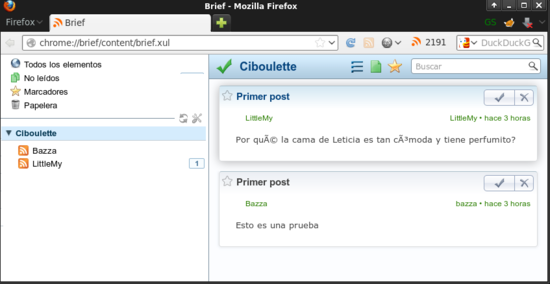 Brief - Mozilla Firefox
Firefox
Brief
GS
chrome://brief/content/brief.xul
2191
DuckDuckG
Todos los elementos
No leídos
Marcadores
Papelera
Ciboulette
Bazza
LittleMy
1
Ciboulette
Buscar
Primer post
LittleMy
LittleMy • hace 3 horas
Por quÃ© la cama de Leticia es tan cÃ³moda y tiene perfumito?
Primer post
Bazza
bazza • hace 3 horas
Esto es una prueba